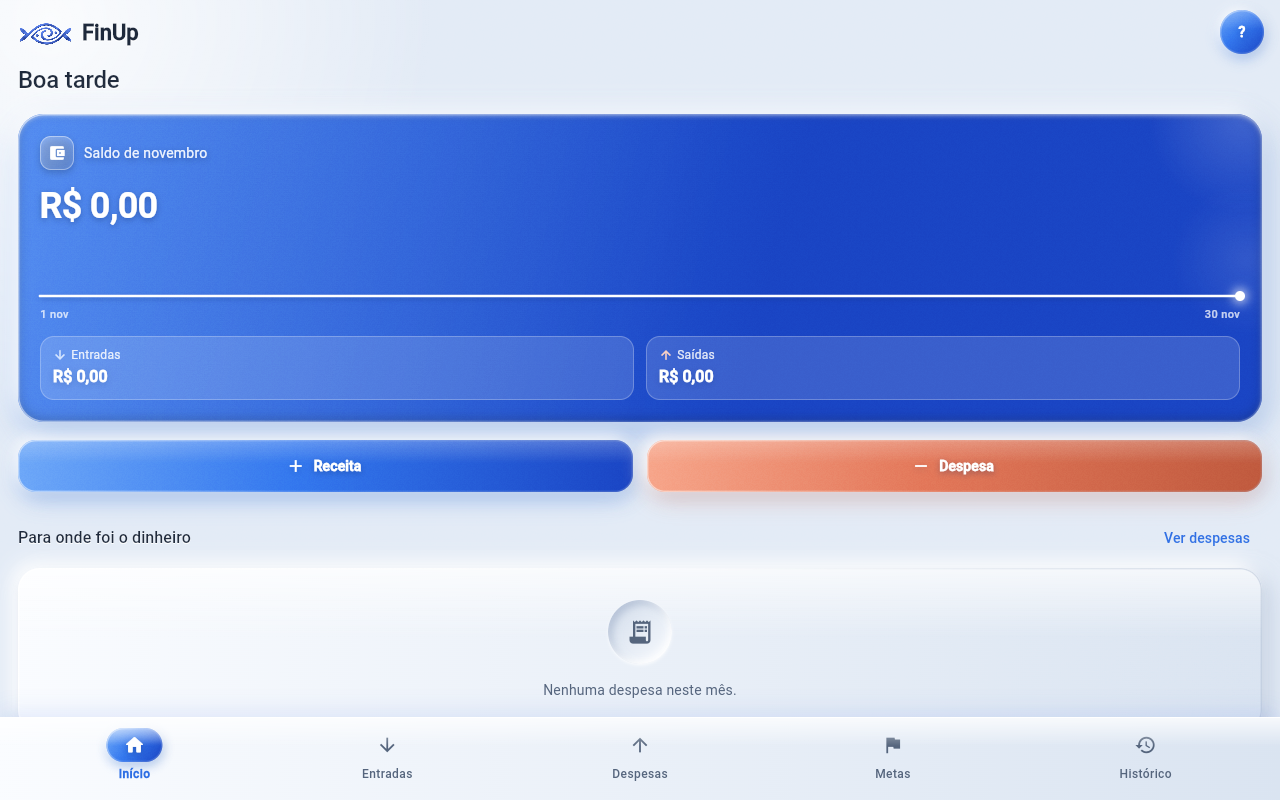 FinUp
?
Boa tarde
Saldo de novembro
R$ 0,00
1 nov
30 nov
Entradas
R$ 0,00
Saídas
R$ 0,00
Receita
Despesa
Para onde foi o dinheiro
Ver despesas
Nenhuma despesa neste mês.
Início
Entradas
Despesas
Metas
Histórico